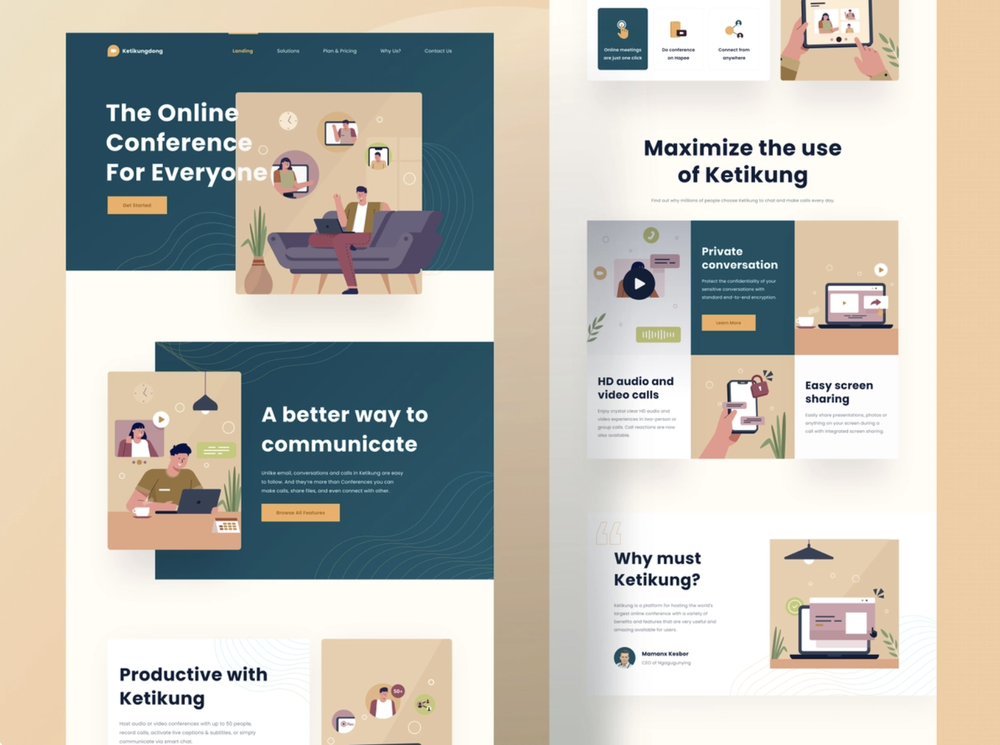 Ketikungdong
Landing
Solutions
Plan & Pricing
Why Us?
Contact Us
The Online
Conference
For Everyone
Get Started
A better way to
communicate
Unlike email, conversations and calls in Ketikung are easy
to follow. And they're more than Conferences you can
make calls, share files, and even connect with other.
Browse All Features
Productive with
Ketikung
Host audio or video conferences with up to 50 people,
record calls, activate live captions & subtitles, or simply
communicate via smart chat.
50+
Online meetings
are just one click
Do conference
on Hapee
Connect from
anywhere
Maximize the use
of Ketikung
Find out why millions of people choose Ketikung to chat and make calls every day.
Private
conversation
Protect the confidentiality of your
sensitive conversations with
standard end-to-end encryption.
Learn More
HD audio and
video calls
Enjoy crystal clear HD audio and
video experiences in two-person or
group calls. Call reactions are now
also available.
Easy screen
sharing
Easily share presentations, photos or
anything on your screen during a
call with integrated screen sharing.
Why must
Ketikung?
Ketikung is a platform for hosting the world's
largest online conference with a variety of
benefits and features that are very useful and
amazing available for users.
Mamanx Kesbor
CEO of Ngagugunjying